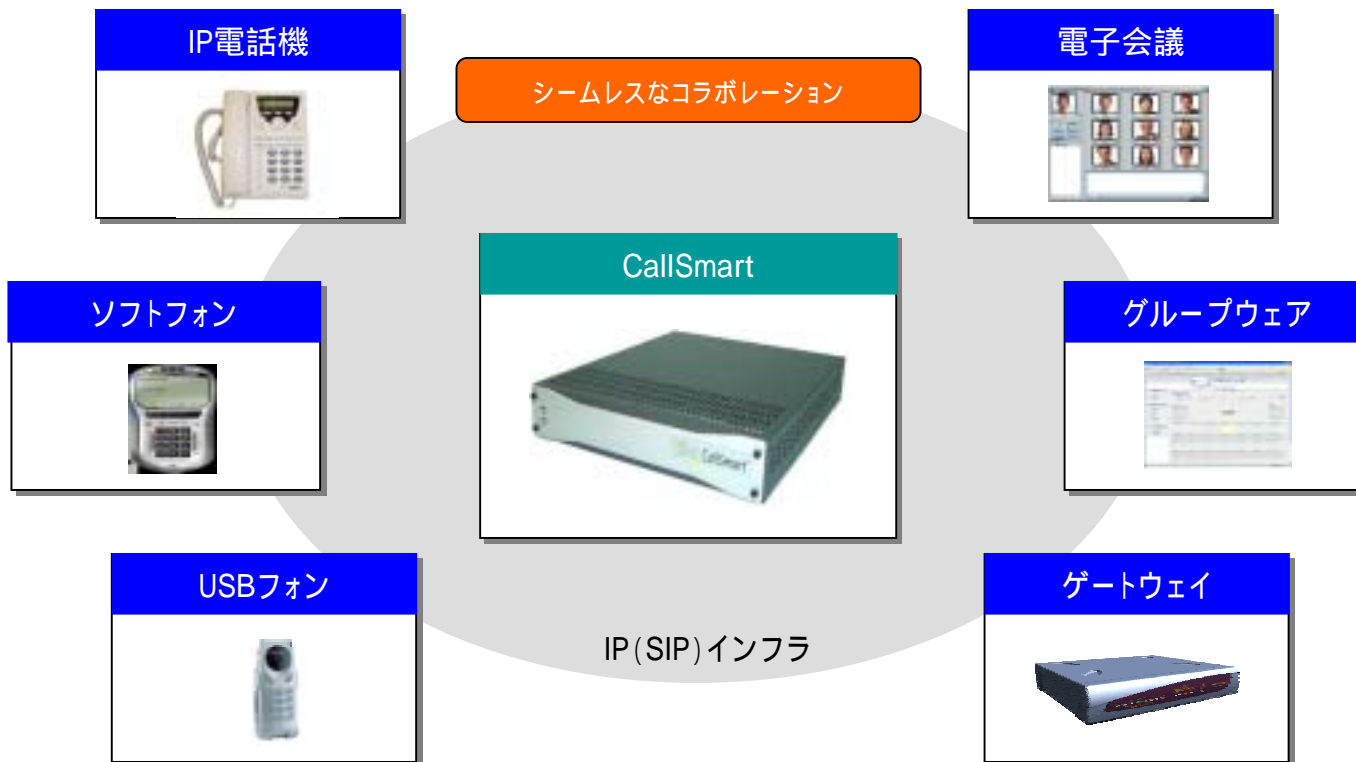 IP電話機
電子会議
シームレスなコラボレーション
CallSmart
ソフトフォン
グループウェア
CallSmart
USBフォン
ゲートウェイ
IP(SIP)インフラ